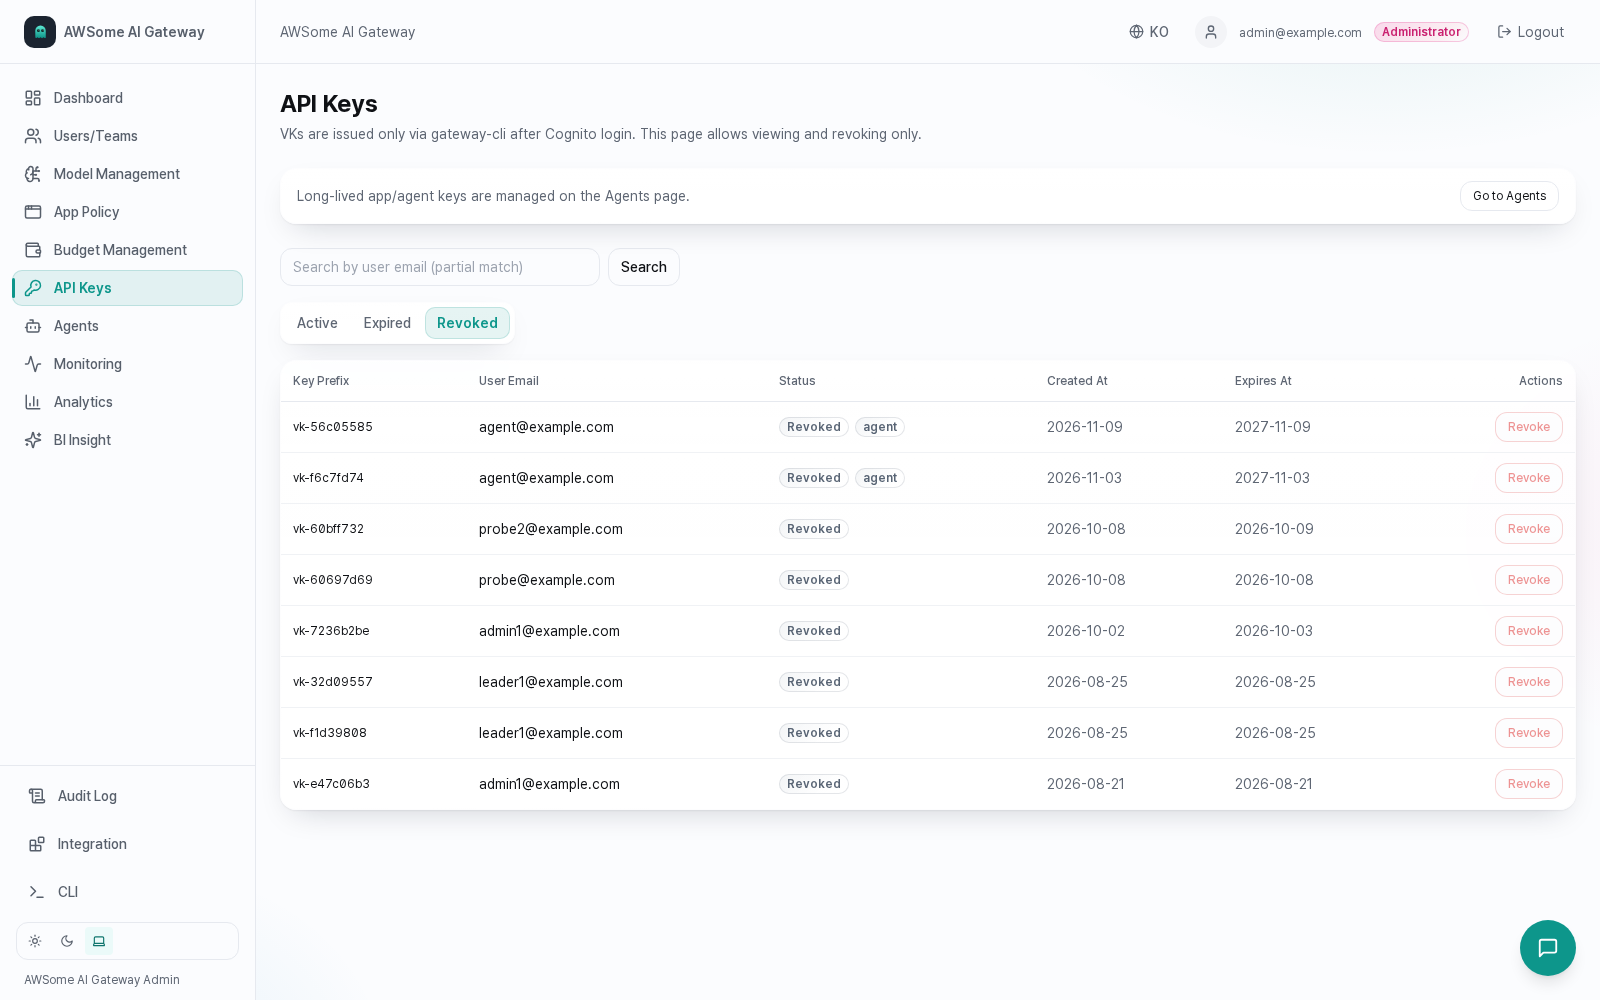 AWSome AI Gateway
AWSome AI Gateway
KO
admin@example.com
Administrator
Logout
Dashboard
Users/Teams
Model Management
App Policy
Budget Management
API Keys
Agents
Monitoring
Analytics
BI Insight
Audit Log
Integration
CLI
AWSome AI Gateway Admin
API Keys
VKs are issued only via gateway-cli after Cognito login. This page allows viewing and revoking only.
Long-lived app/agent keys are managed on the Agents page.
Go to Agents
Search by user email (partial match)
Search
Active Expired Revoked
Key Prefix User Email Status Created At Expires At Actions
vk-56c05585 agent@example.com Revoked agent 2026-11-09 2027-11-09 Revoke
vk-f6c7fd74 agent@example.com Revoked agent 2026-11-03 2027-11-03 Revoke
vk-60bff732 probe2@example.com Revoked 2026-10-08 2026-10-09 Revoke
vk-60697d69 probe@example.com Revoked 2026-10-08 2026-10-08 Revoke
vk-7236b2be admin1@example.com Revoked 2026-10-02 2026-10-03 Revoke
vk-32d09557 leader1@example.com Revoked 2026-08-25 2026-08-25 Revoke
vk-f1d39808 leader1@example.com Revoked 2026-08-25 2026-08-25 Revoke
vk-e47c06b3 admin1@example.com Revoked 2026-08-21 2026-08-21 Revoke